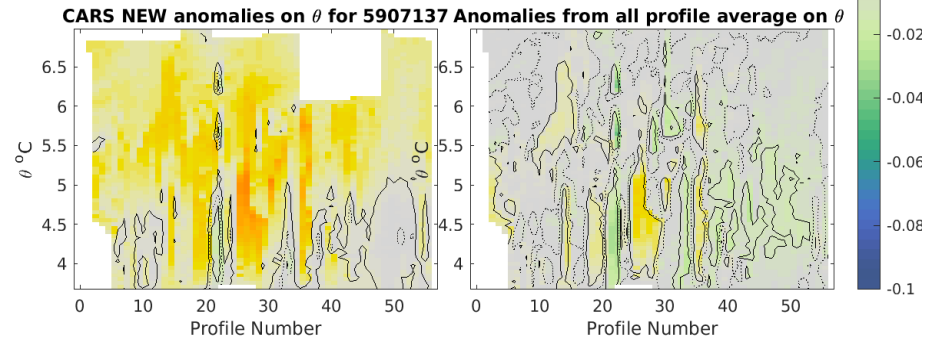 CARS NEW anomalies on θ for 5907137 Anomalies from all profile average on θ
6.5
6
5.5
5
4.5
4
θ °C
0 10 20 30 40 50
Profile Number
6.5
6
5.5
5
4.5
4
θ °C
0 10 20 30 40 50
Profile Number
-0.02
-0.04
-0.06
-0.08
-0.1